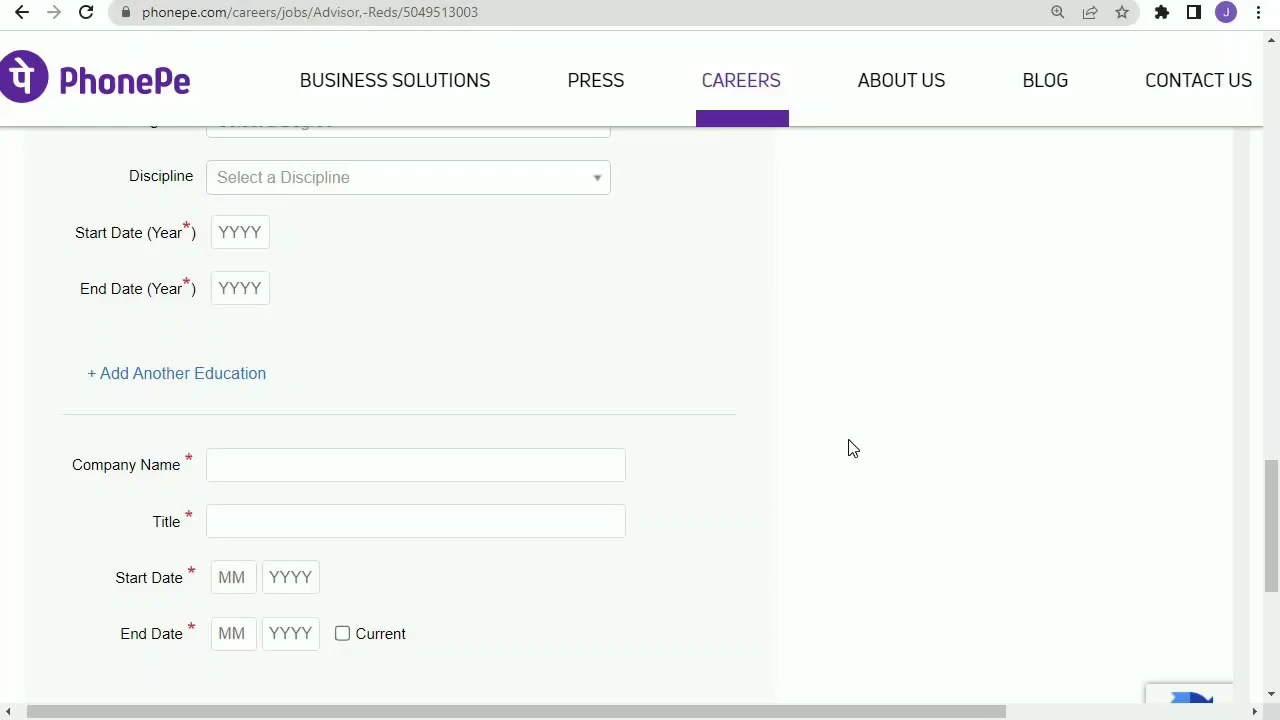 phonepe.com/careers/jobs/Advisor,-Reds/5049513003
J
पे PhonePe
BUSINESS SOLUTIONS
PRESS
CAREERS
ABOUT US
BLOG
CONTACT US
Discipline
Select a Discipline
Start Date (Year*)
YYYY
End Date (Year*)
YYYY
+ Add Another Education
Company Name *
Title *
Start Date *
MM YYYY
End Date *
MM YYYY
Current